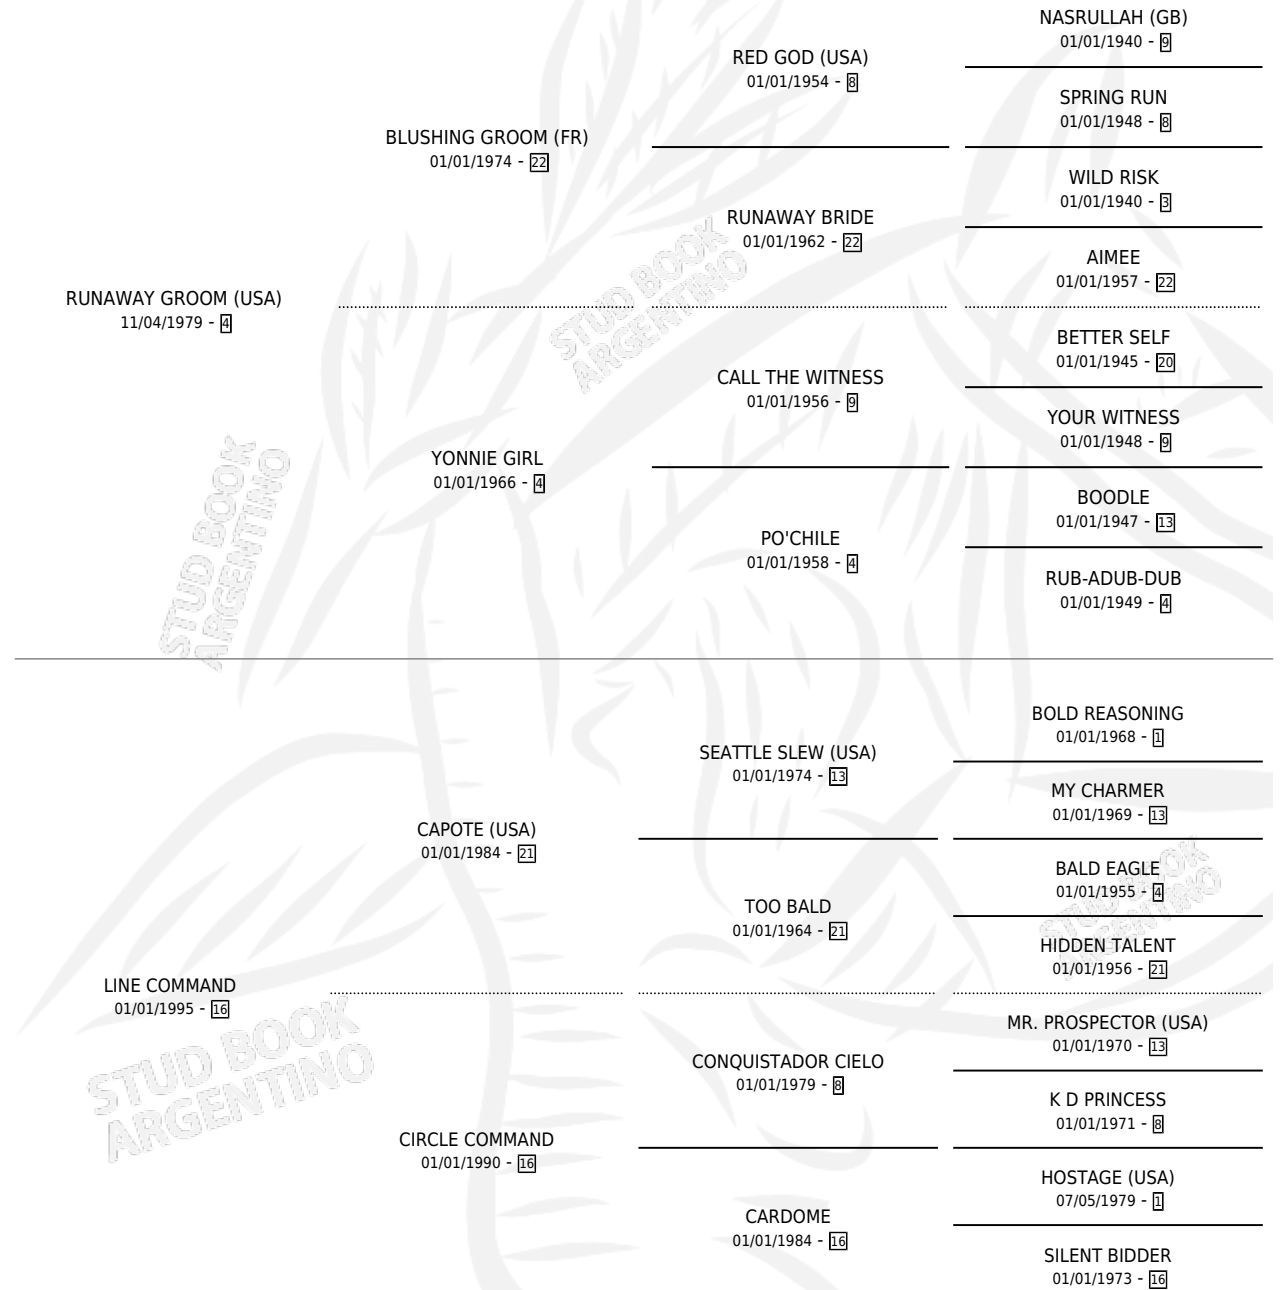 NASRULLAH (GB)
01/01/1940 - 9
RED GOD (USA)
01/01/1954 - 8
SPRING RUN
01/01/1948 - 8
BLUSHING GROOM (FR)
01/01/1974 - 22
WILD RISK
01/01/1940 - 3
RUNAWAY BRIDE
01/01/1962 - 22
AIMEE
01/01/1957 - 22
RUNAWAY GROOM (USA)
11/04/1979 - 4
BETTER SELF
01/01/1945 - 20
CALL THE WITNESS
01/01/1956 - 9
YOUR WITNESS
01/01/1948 - 9
YONNIE GIRL
01/01/1966 - 4
BOODLE
01/01/1947 - 13
PO'CHILE
01/01/1958 - 4
RUB-ADUB-DUB
01/01/1949 - 4
BOLD REASONING
01/01/1968 - 1
SEATTLE SLEW (USA)
01/01/1974 - 13
MY CHARMER
01/01/1969 - 13
CAPOTE (USA)
01/01/1984 - 21
BALD EAGLE
01/01/1955 - 4
TOO BALD
01/01/1964 - 21
HIDDEN TALENT
01/01/1956 - 21
LINE COMMAND
01/01/1995 - 16
MR. PROSPECTOR (USA)
01/01/1970 - 13
CONQUISTADOR CIELO
01/01/1979 - 8
K D PRINCESS
01/01/1971 - 8
CIRCLE COMMAND
01/01/1990 - 16
HOSTAGE (USA)
07/05/1979 - 1
CARDOME
01/01/1984 - 16
SILENT BIDDER
01/01/1973 - 16
STUD BOOK
ARGENTINO
STUD BOOK
ARGENTINO
STUD BOOK
ARGENTINO
STUD BOOK
ARGENTINO